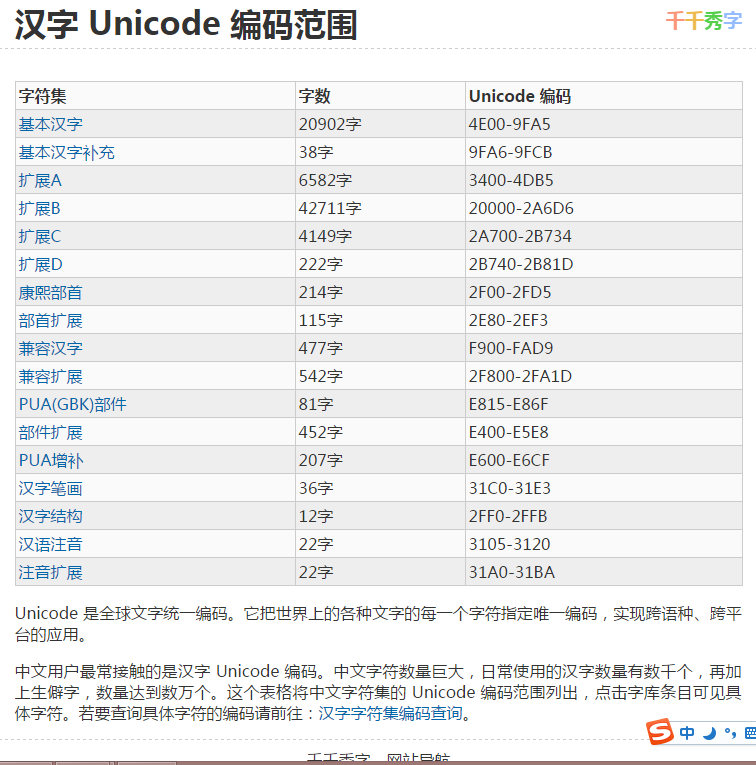 汉字 Unicode 编码范围
千千秀字
字符集 字数 Unicode 编码
基本汉字 20902字 4E00-9FA5
基本汉字补充 38字 9FA6-9FCB
扩展A 6582字 3400-4DB5
扩展B 42711字 20000-2A6D6
扩展C 4149字 2A700-2B734
扩展D 222字 2B740-2B81D
康熙部首 214字 2F00-2FD5
部首扩展 115字 2E80-2EF3
兼容汉字 477字 F900-FAD9
兼容扩展 542字 2F800-2FA1D
PUA(GBK)部件 81字 E815-E86F
部件扩展 452字 E400-E5E8
PUA增补 207字 E600-E6CF
汉字笔画 36字 31C0-31E3
汉字结构 12字 2FF0-2FFB
汉语注音 22字 3105-3120
注音扩展 22字 31A0-31BA
Unicode 是全球文字统一编码。它把世界上的各种文字的每一个字符指定唯一编码，实现跨语种、跨平
台的应用。
中文用户最常接触的是汉字 Unicode 编码。中文字符数量巨大，日常使用的汉字数量有数千个，再加
上生僻字，数量达到数万个。这个表格将中文字符集的 Unicode 编码范围列出，点击字库条目可见具
体字符。若要查询具体字符的编码请前往：汉字字符集编码查询。
S 中
千千秀字 网站导航